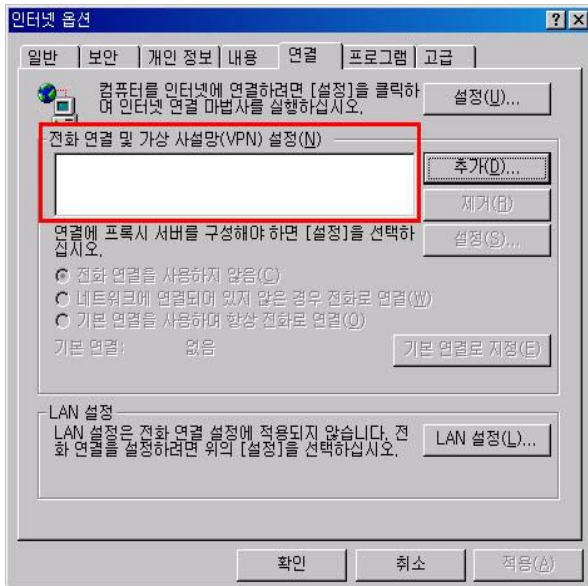 인터넷 옵션
일반 보안 개인 정보 내용 연결 프로그램 고급
컴퓨터를 인터넷에 연결하려면 [설정]을 클릭하
며 인터넷 연결 마법사를 실행하십시오.
설정(U)...
전화 연결 및 가상 사설망(VPN) 설정(N)
추가(D)...
제거(R)
연결에 프록시 서버를 구성해야 하면 [설정]을 선택하
십시오.
설정(S)...
전화 연결을 사용하지 않음(C)
네트워크에 연결되며 있지 않은 경우 전화로 연결(W)
기본 연결을 사용하며 항상 전화로 연결(O)
기본 연결: 없음
기본 연결로 지정(E)
LAN 설정
LAN 설정은 전화 연결 설정에 적용되지 않습니다. 전
화 연결을 설정하려면 위의 [설정]을 선택하십시오.
LAN 설정(L)...
확인 취소 적용(A)